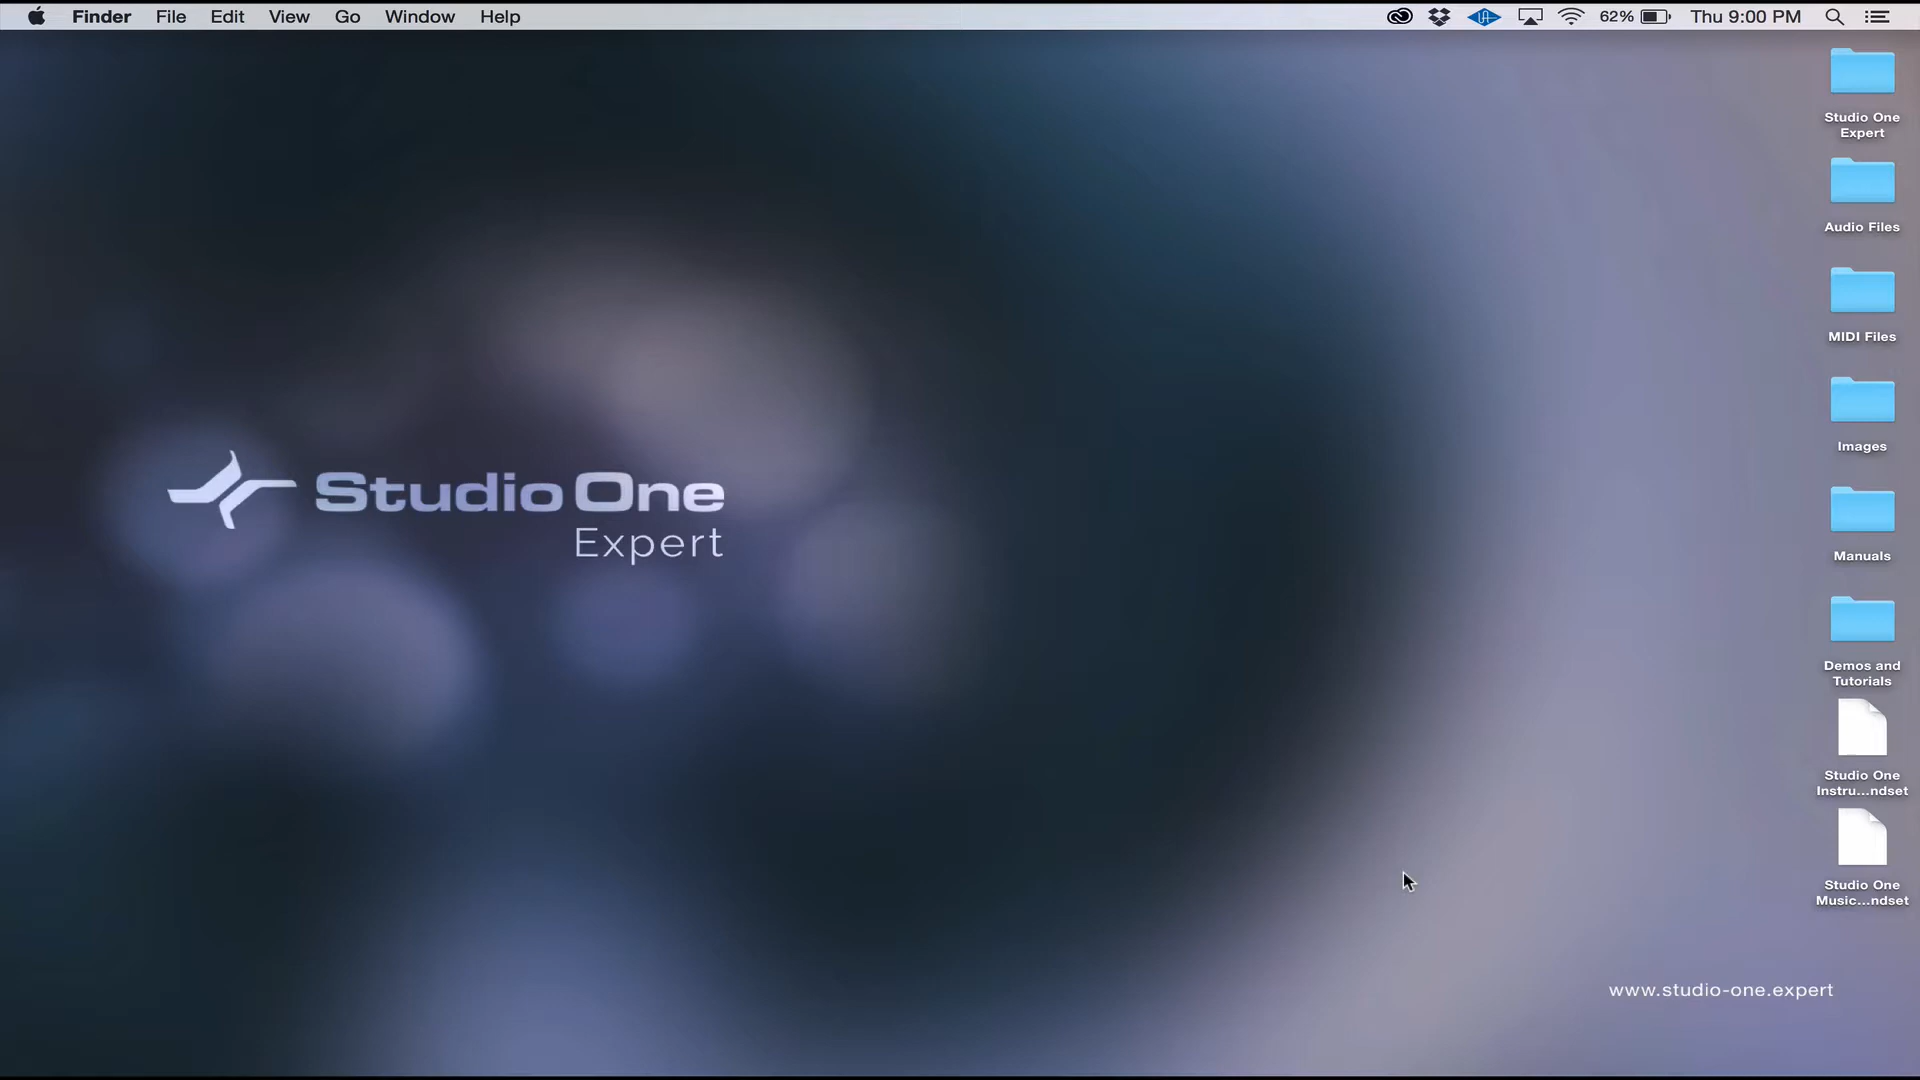 Finder File Edit View Go Window Help 62% Thu 9:00 PM
Studio One
Expert
Audio Files
MIDI Files
Images
Manuals
Demos and
Tutorials
Studio One
Instru...ndset
Studio One
Music...ndset
Studio One
Expert
www.studio-one.expert